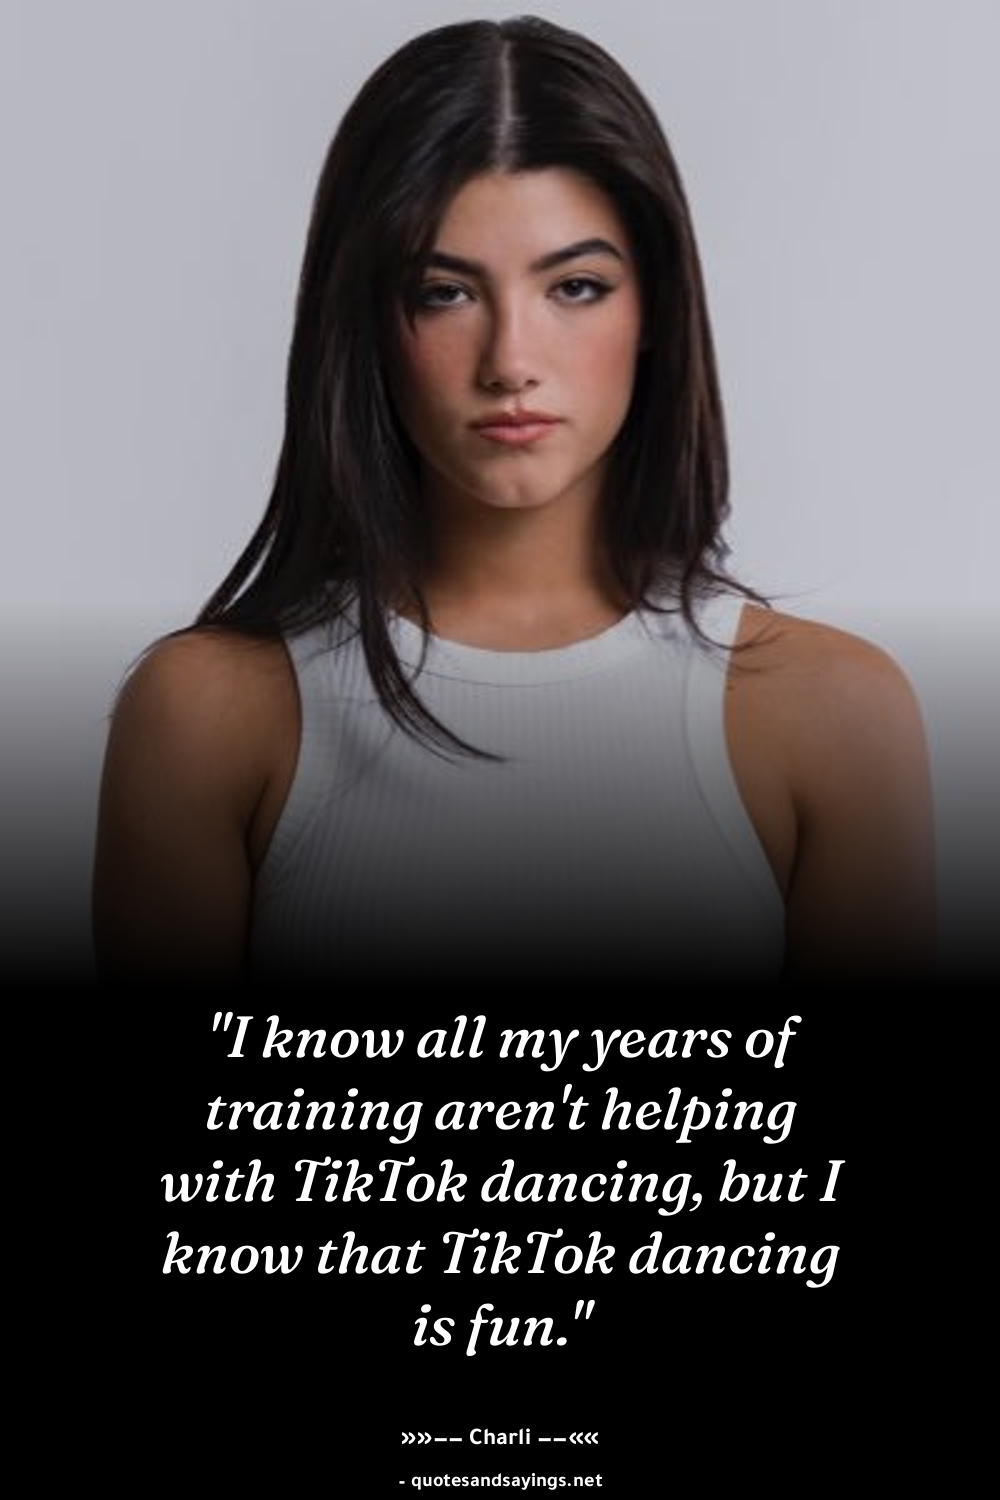 "I know all my years of
training aren't helping
with TikTok dancing, but I
know that TikTok dancing
is fun."
»»−− Charli −−««
- quotesandsayings.net